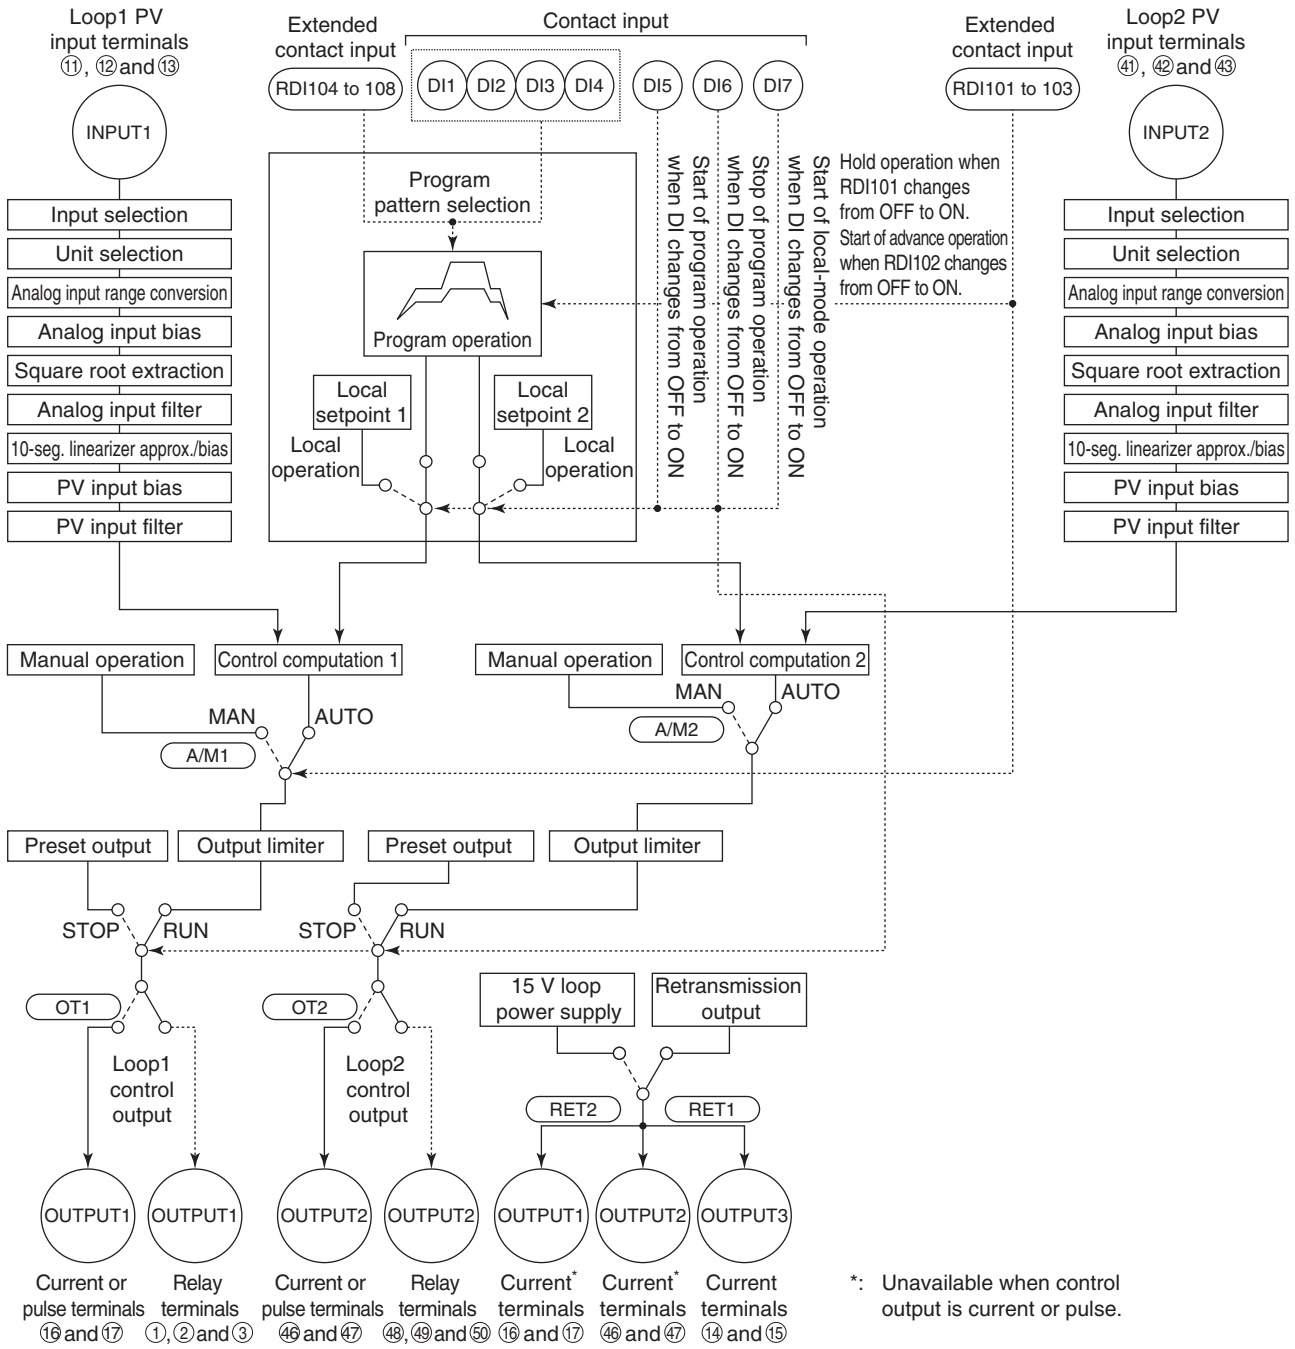 Loop1 PV
input terminals
⑪, ⑫ and ⑬
Extended
contact input
Contact input
Extended
contact input
Loop2 PV
input terminals
㊶, ㊷ and ㊸
INPUT1
RDI104 to 108
DI1
DI2
DI3
DI4
DI5
DI6
DI7
RDI101 to 103
INPUT2
Input selection
Unit selection
Analog input range conversion
Analog input bias
Square root extraction
Analog input filter
10-seg. linearizer approx./bias
PV input bias
PV input filter
Program
pattern selection
Program operation
Local
setpoint 1
Local
setpoint 2
Local
operation
Local
operation
Start of program operation
when DI changes from OFF to ON
Stop of program operation
when DI changes from OFF to ON
Start of local-mode operation
when DI changes from OFF to ON
Hold operation when
RDI101 changes
from OFF to ON.
Start of advance operation
when RDI102 changes
from OFF to ON.
Input selection
Unit selection
Analog input range conversion
Analog input bias
Square root extraction
Analog input filter
10-seg. linearizer approx./bias
PV input bias
PV input filter
Manual operation
Control computation 1
Manual operation
Control computation 2
MAN
AUTO
A/M1
MAN
AUTO
A/M2
Preset output
Output limiter
Preset output
Output limiter
STOP
RUN
STOP
RUN
OT1
OT2
15 V loop
power supply
Retransmission
output
Loop1
control
output
Loop2
control
output
RET2
RET1
OUTPUT1
OUTPUT1
OUTPUT2
OUTPUT2
OUTPUT1
OUTPUT2
OUTPUT3
Current or
pulse terminals
⑯ and ⑰
Relay
terminals
①, ② and ③
Current or
pulse terminals
㊻ and ㊼
Relay
terminals
㊽, ㊾ and ㊿
Current*
terminals
⑯ and ⑰
Current*
terminals
㊻ and ㊼
Current
terminals
⑭ and ⑮
*: Unavailable when control
output is current or pulse.